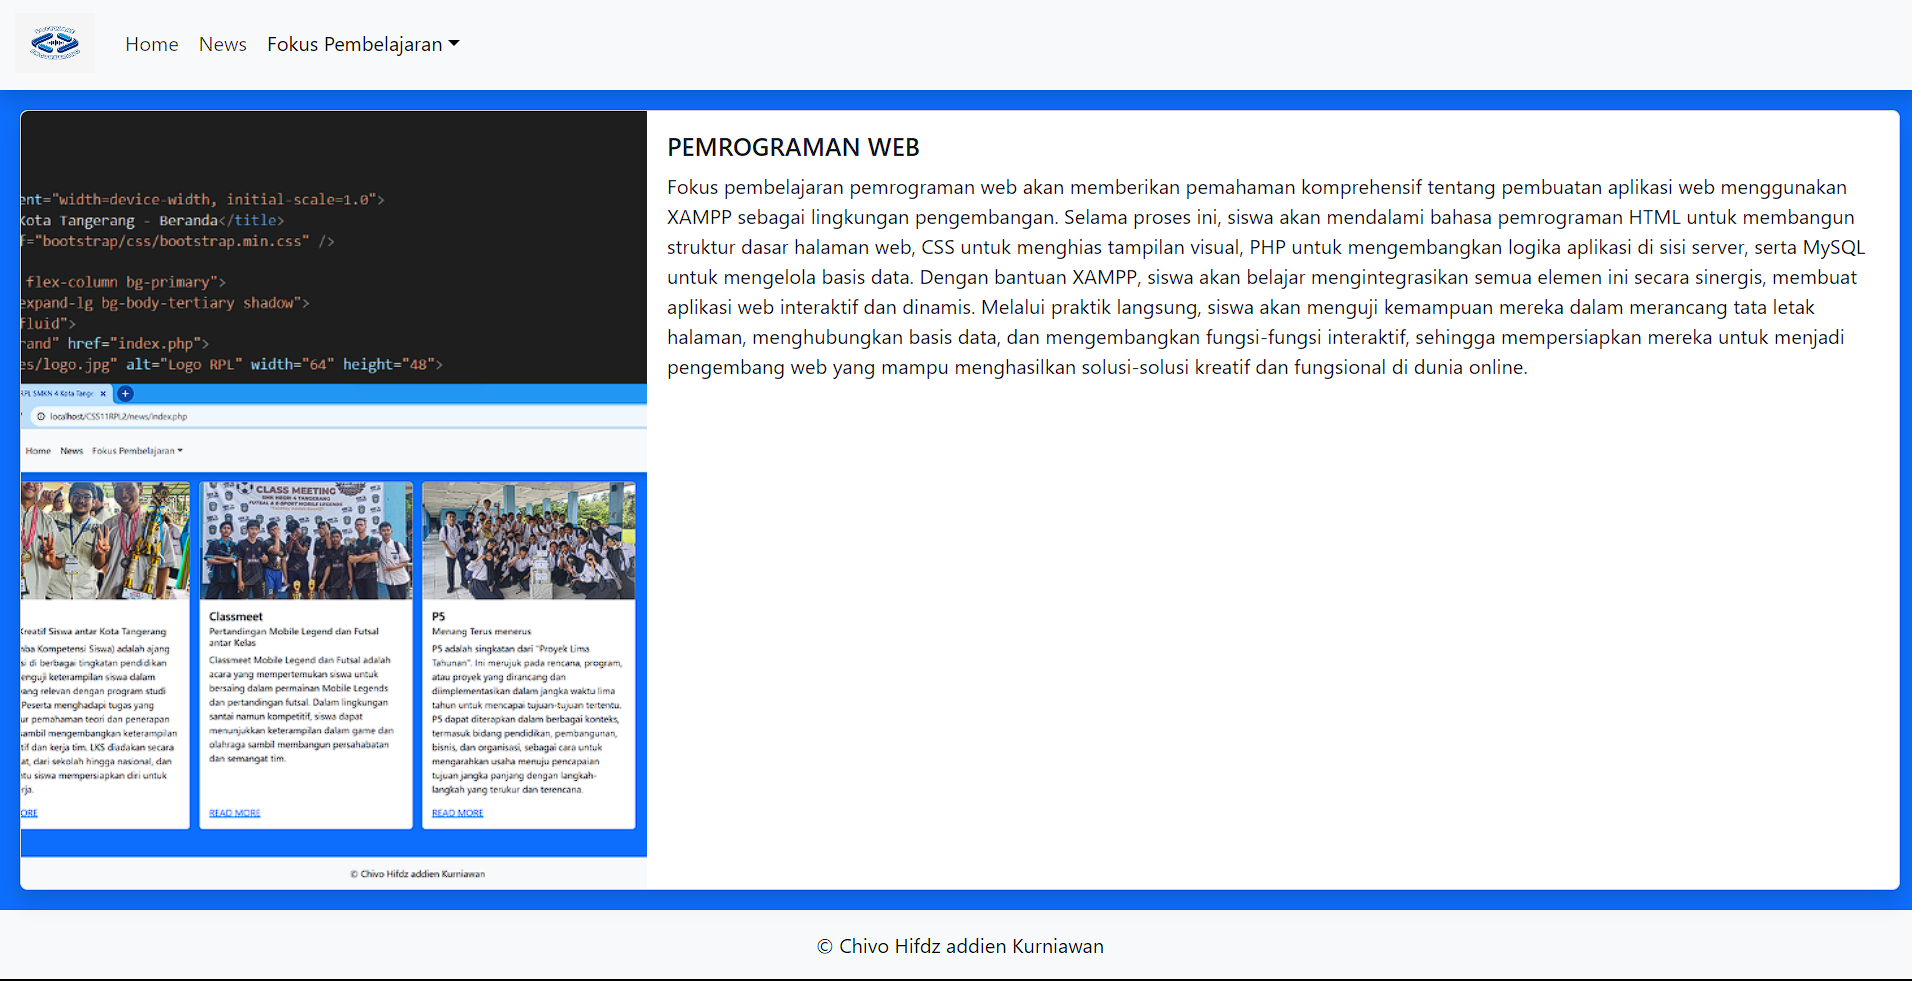 Home News Fokus Pembelajaran
ent="width=device-width, initial-scale=1.0">
Kota Tangerang - Beranda</title>
f="bootstrap/css/bootstrap.min.css" />
flex-column bg-primary">
expand-lg bg-body-tertiary shadow">
fluid">
rand" href="index.php">
es/logo.jpg" alt="Logo RPL" width="64" height="48">
RPL SMKN 4 Kota Tange
localhost/CSS11RPL2/news/index.php
Home News Fokus Pembelajaran
CLASS MEETING
SMK NEGERI 4 TANGERANG
FUTSAL & E-SPORT MOBILE LEGENDS
Kreatif Siswa antar Kota Tangerang
ba Kompetensi Siswa) adalah ajang
si di berbagai tingkatan pendidikan
enguji keterampilan siswa dalam
ang relevan dengan program studi
Peserta menghadapi tugas yang
ur pemahaman teori dan penerapan
sambil mengembangkan keterampilan
tif dan kerja tim. LKS diadakan secara
at, dari sekolah hingga nasional, dan
tu siswa mempersiapkan diri untuk
rja.
ORE
Classmeet
Pertandingan Mobile Legend dan Futsal
antar Kelas
Classmeet Mobile Legend dan Futsal adalah
acara yang mempertemukan siswa untuk
bersaing dalam permainan Mobile Legends
dan pertandingan futsal. Dalam lingkungan
santai namun kompetitif, siswa dapat
menunjukkan keterampilan dalam game dan
olahraga sambil membangun persahabatan
dan semangat tim.
READ MORE
P5
Menang Terus menerus
P5 adalah singkatan dari "Proyek Lima
Tahunan". Ini merujuk pada rencana, program,
atau proyek yang dirancang dan
diimplementasikan dalam jangka waktu lima
tahun untuk mencapai tujuan-tujuan tertentu.
P5 dapat diterapkan dalam berbagai konteks,
termasuk bidang pendidikan, pembangunan,
bisnis, dan organisasi, sebagai cara untuk
mengarahkan usaha menuju pencapaian
tujuan jangka panjang dengan langkah-
langkah yang terukur dan terencana.
READ MORE
© Chivo Hifdz addien Kurniawan
PEMROGRAMAN WEB
Fokus pembelajaran pemrograman web akan memberikan pemahaman komprehensif tentang pembuatan aplikasi web menggunakan
XAMPP sebagai lingkungan pengembangan. Selama proses ini, siswa akan mendalami bahasa pemrograman HTML untuk membangun
struktur dasar halaman web, CSS untuk menghias tampilan visual, PHP untuk mengembangkan logika aplikasi di sisi server, serta MySQL
untuk mengelola basis data. Dengan bantuan XAMPP, siswa akan belajar mengintegrasikan semua elemen ini secara sinergis, membuat
aplikasi web interaktif dan dinamis. Melalui praktik langsung, siswa akan menguji kemampuan mereka dalam merancang tata letak
halaman, menghubungkan basis data, dan mengembangkan fungsi-fungsi interaktif, sehingga mempersiapkan mereka untuk menjadi
pengembang web yang mampu menghasilkan solusi-solusi kreatif dan fungsional di dunia online.
© Chivo Hifdz addien Kurniawan